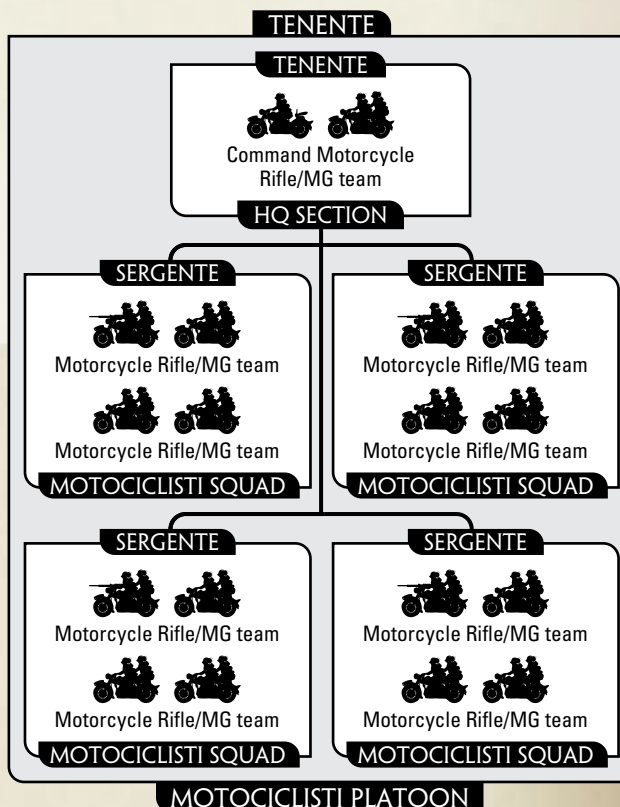 TENENTE
TENENTE
Command Motorcycle
Rifle/MG team
HQ SECTION
SERGENTE
Motorcycle Rifle/MG team
Motorcycle Rifle/MG team
MOTOCICLISTI SQUAD
SERGENTE
Motorcycle Rifle/MG team
Motorcycle Rifle/MG team
MOTOCICLISTI SQUAD
SERGENTE
Motorcycle Rifle/MG team
Motorcycle Rifle/MG team
MOTOCICLISTI SQUAD
SERGENTE
Motorcycle Rifle/MG team
Motorcycle Rifle/MG team
MOTOCICLISTI SQUAD
MOTOCICLISTI PLATOON